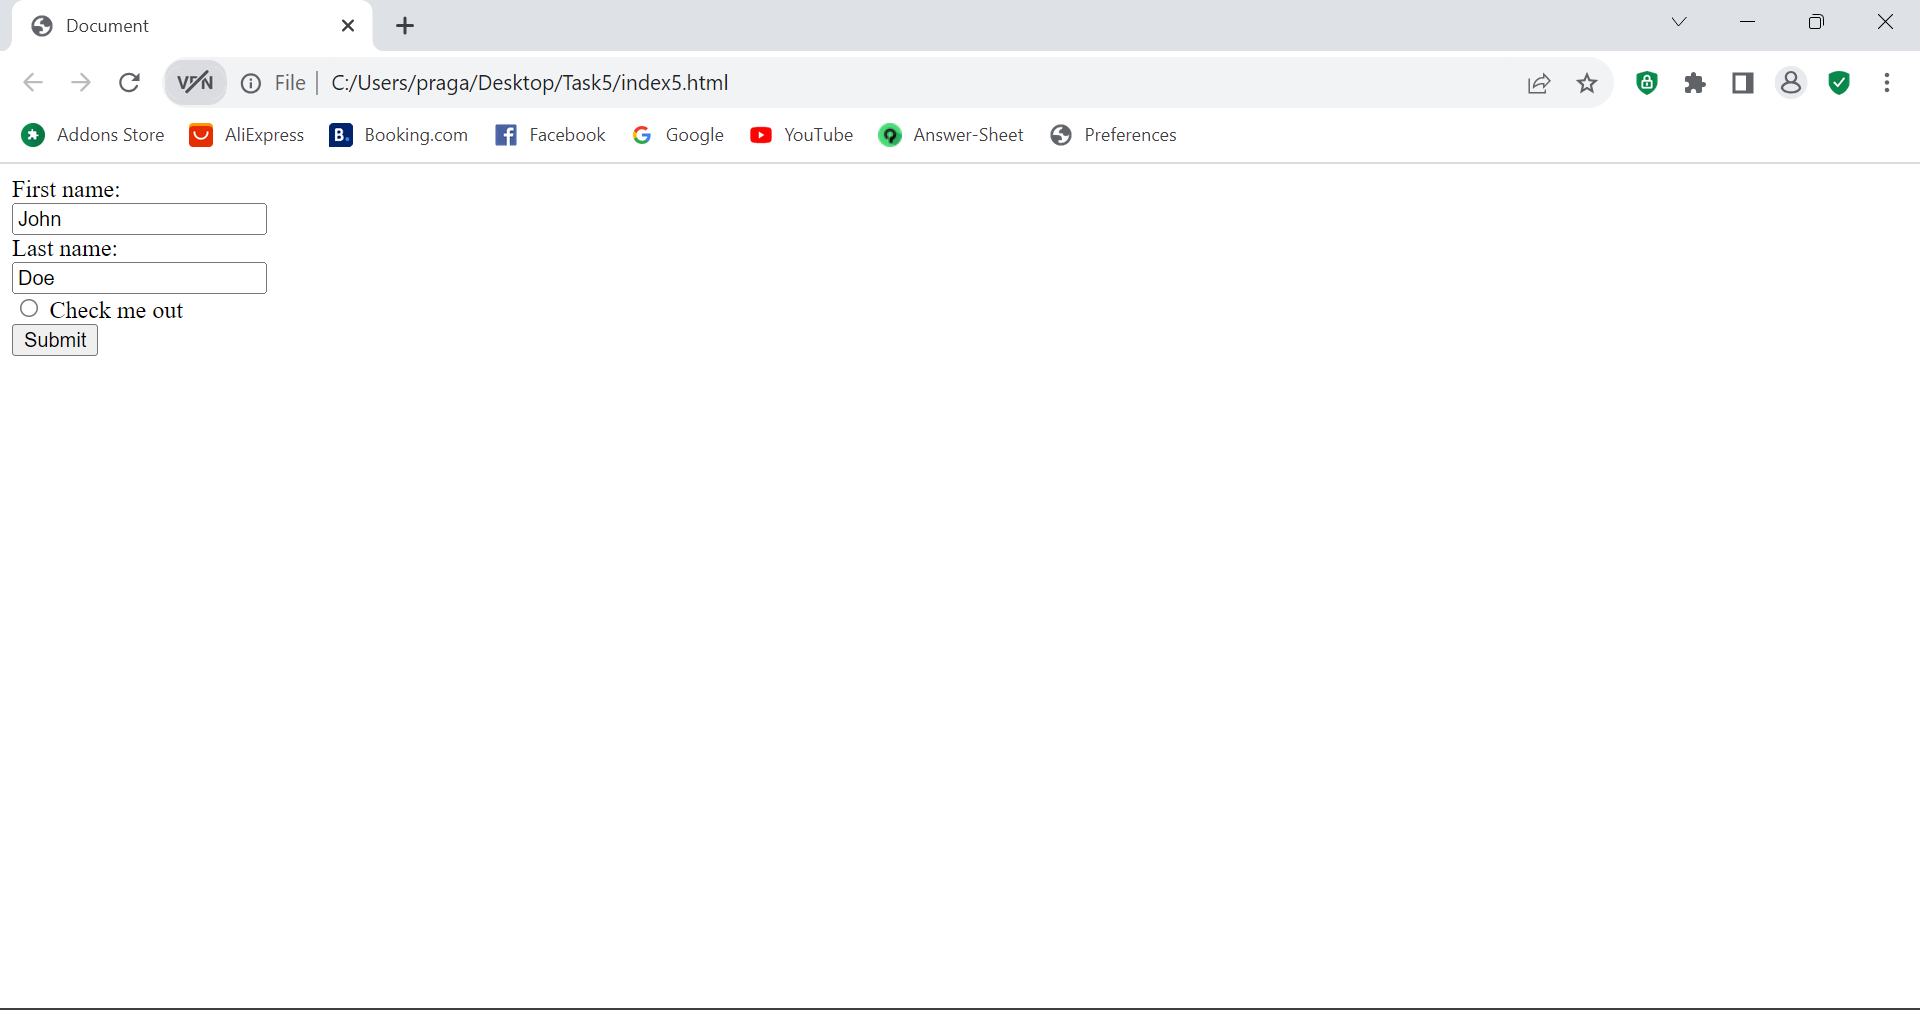 Document
VPN File C:/Users/praga/Desktop/Task5/index5.html
Addons Store AliExpress B. Booking.com Facebook Google YouTube Answer-Sheet Preferences
First name:
John
Last name:
Doe
Check me out
Submit